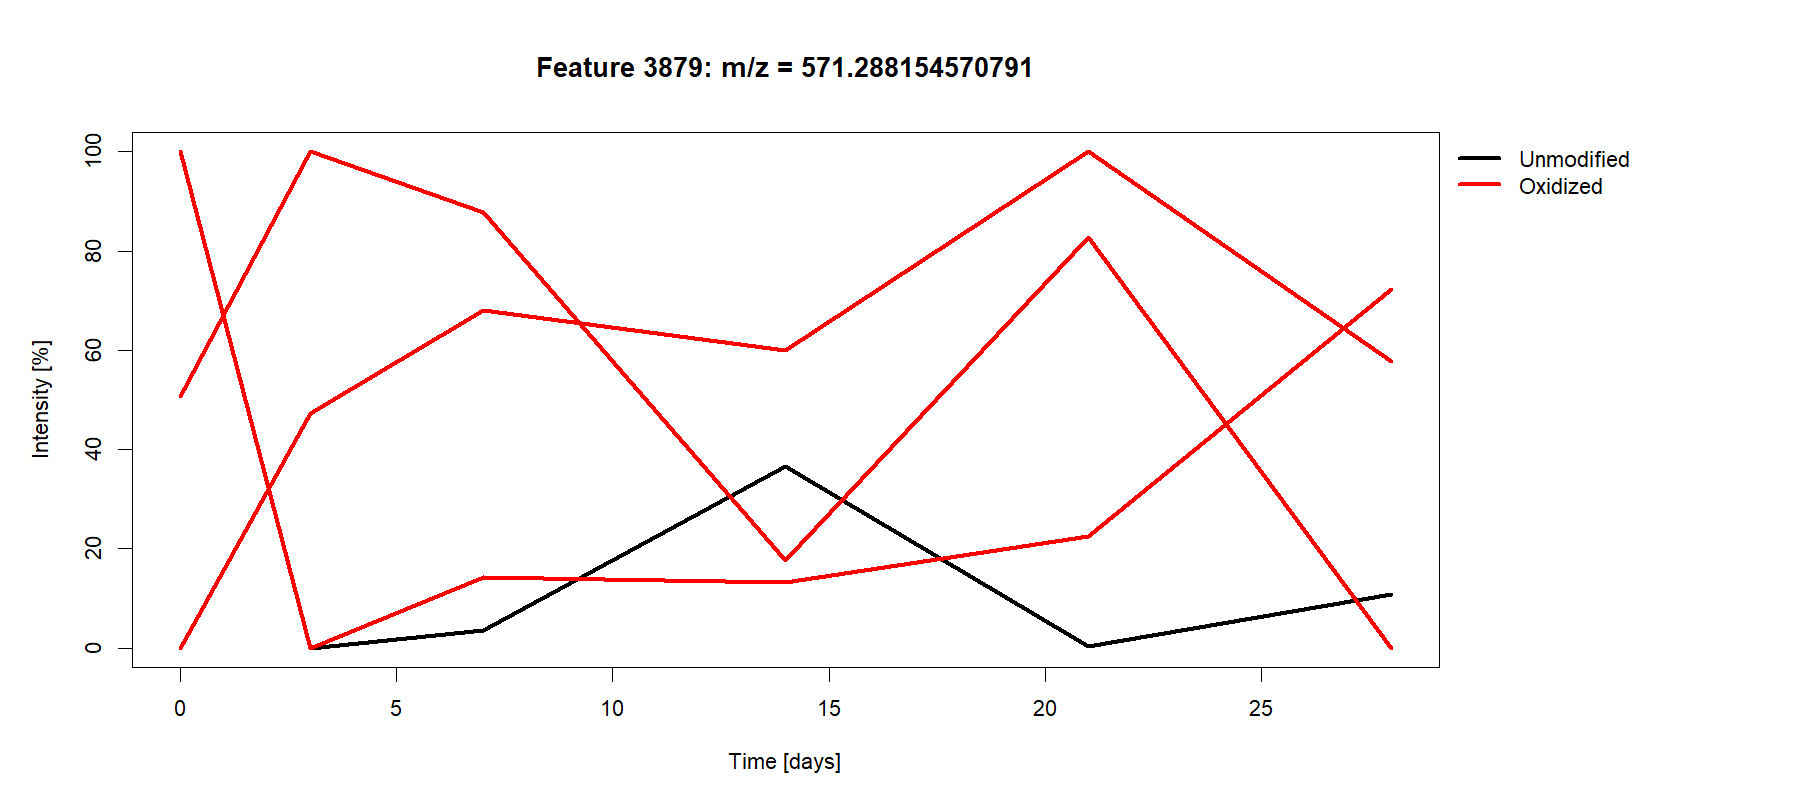 Feature 3879: m/z = 571.288154570791
Unmodified
Oxidized
100
80
60
40
20
0
Intensity [%]
0 5 10 15 20 25
Time [days]